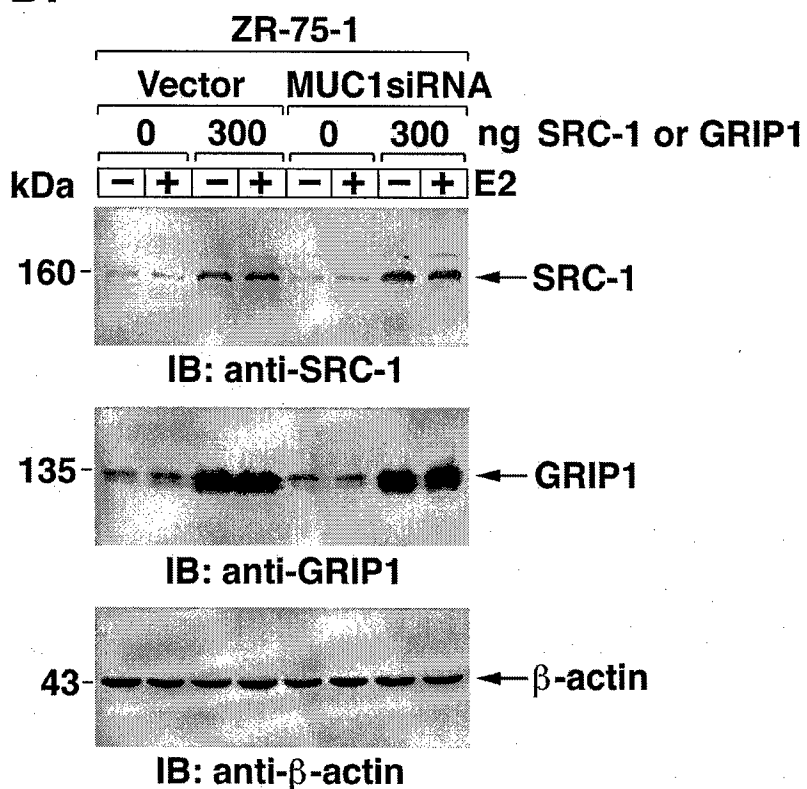 ZR-75-1
Vector MUC1siRNA
0 300 0 300 ng SRC-1 or GRIP1
kDa − + − + − + − + E2
160 SRC-1
IB: anti-SRC-1
135 GRIP1
IB: anti-GRIP1
43 β-actin
IB: anti-β-actin